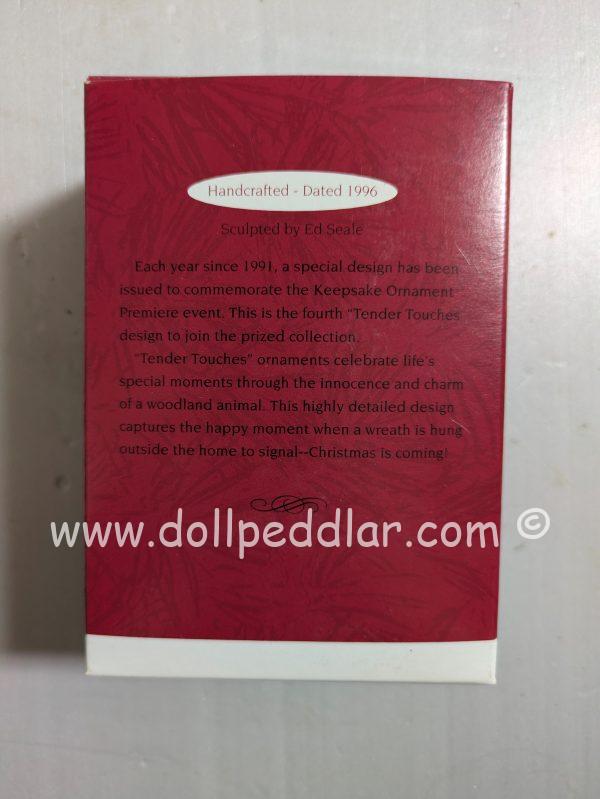 Handcrafted - Dated 1996
Sculpted by Ed Seale
Each year since 1991, a special design has been
issued to commemorate the Keepsake Ornament
Premiere event. This is the fourth "Tender Touches"
design to join the prized collection.
"Tender Touches" ornaments celebrate life's
special moments through the innocence and charm
of a woodland animal. This highly detailed design
captures the happy moment when a wreath is hung
outside the home to signal--Christmas is coming!
www.dollpeddlar.com ©